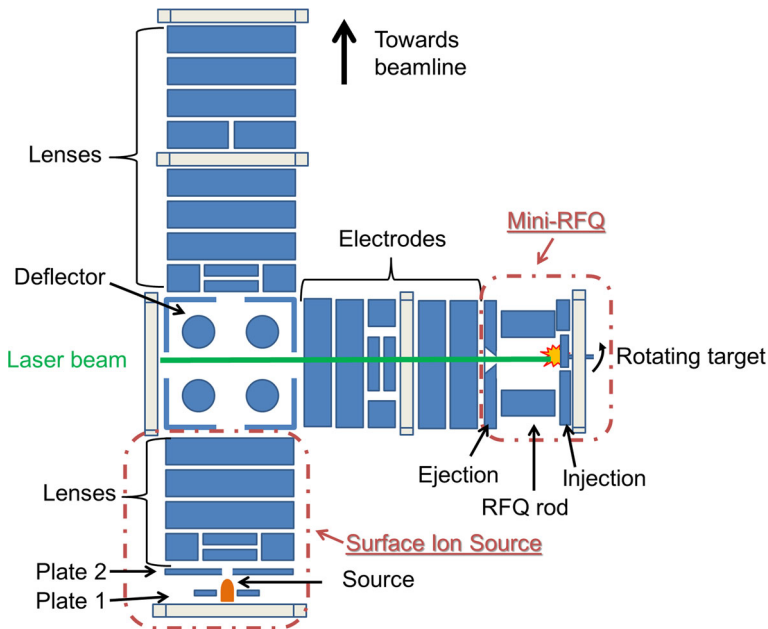 Towards
beamline
Lenses
Mini-RFQ
Electrodes
Deflector
Laser beam
Rotating target
Ejection
Injection
RFQ rod
Lenses
Surface Ion Source
Plate 2
Source
Plate 1